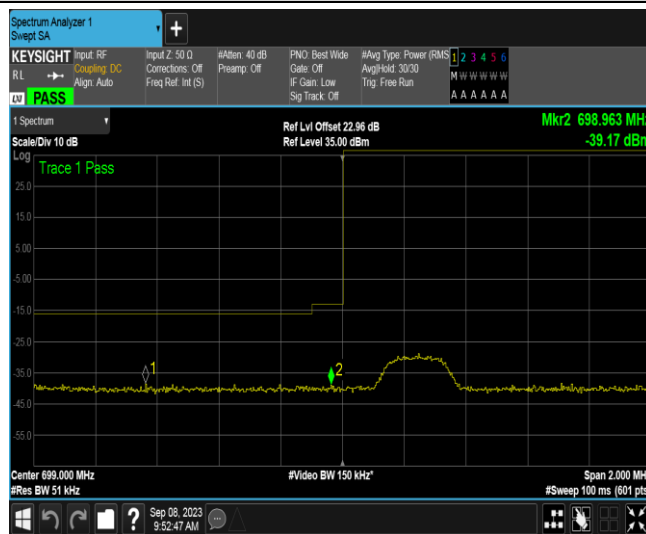 Spectrum Analyzer 1
Swept SA
+
KEYSIGHT Input: RF Input Z: 50 Ω #Atten: 40 dB PNO: Best Wide #Avg Type: Power (RMS 1 2 3 4 5 6
RL Coupling: DC Corrections: Off Preamp: Off Gate: Off Avg|Hold: 30/30 M W W W W W
Align: Auto Freq Ref: Int (S) IF Gain: Low Trig: Free Run
LXI PASS Sig Track: Off A A A A A A
1 Spectrum Ref Lvl Offset 22.96 dB Mkr2 698.963 MHz
Scale/Div 10 dB Ref Level 35.00 dBm -39.17 dBm
Log
Trace 1 Pass
25.0
15.0
5.00
-5.00
-15.0
-25.0
-35.0
1
2
-45.0
-55.0
Center 699.000 MHz #Video BW 150 kHz* Span 2.000 MHz
#Res BW 51 kHz #Sweep 100 ms (601 pts
? Sep 08, 2023
9:52:47 AM